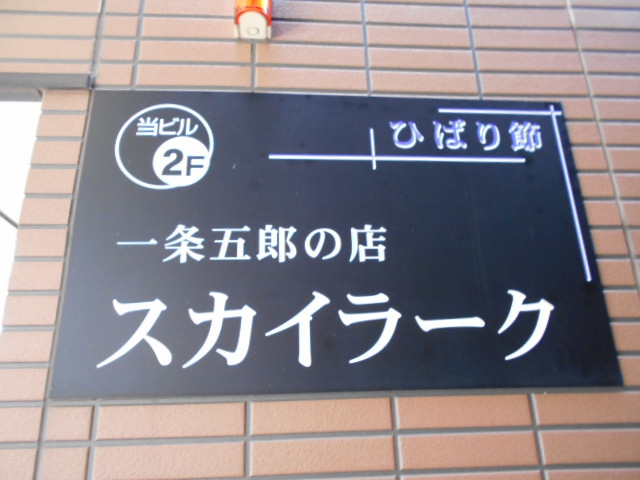 当ビル
2F
ひばり節
一条五郎の店
スカイラーク